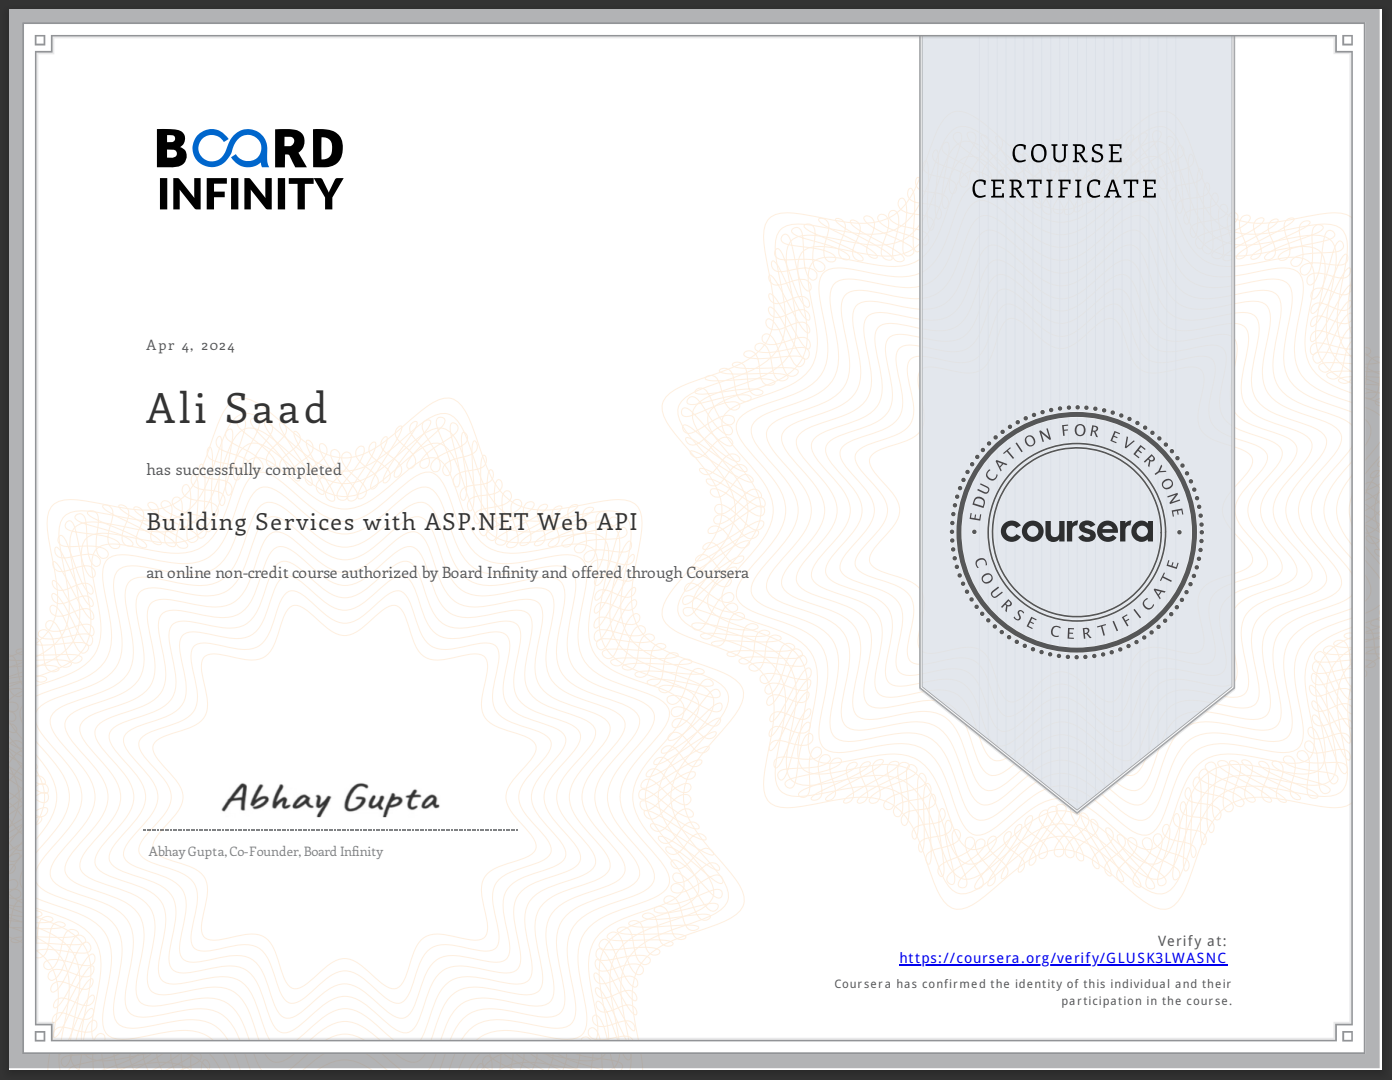 BOARD
INFINITY
COURSE
CERTIFICATE
Apr 4, 2024
Ali Saad
has successfully completed
Building Services with ASP.NET Web API
an online non-credit course authorized by Board Infinity and offered through Coursera
EDUCATION FOR EVERYONE
coursera
COURSE CERTIFICATE
Abhay Gupta
Abhay Gupta, Co-Founder, Board Infinity
Verify at:
https://coursera.org/verify/GLUSK3LWASNC
Coursera has confirmed the identity of this individual and their
participation in the course.